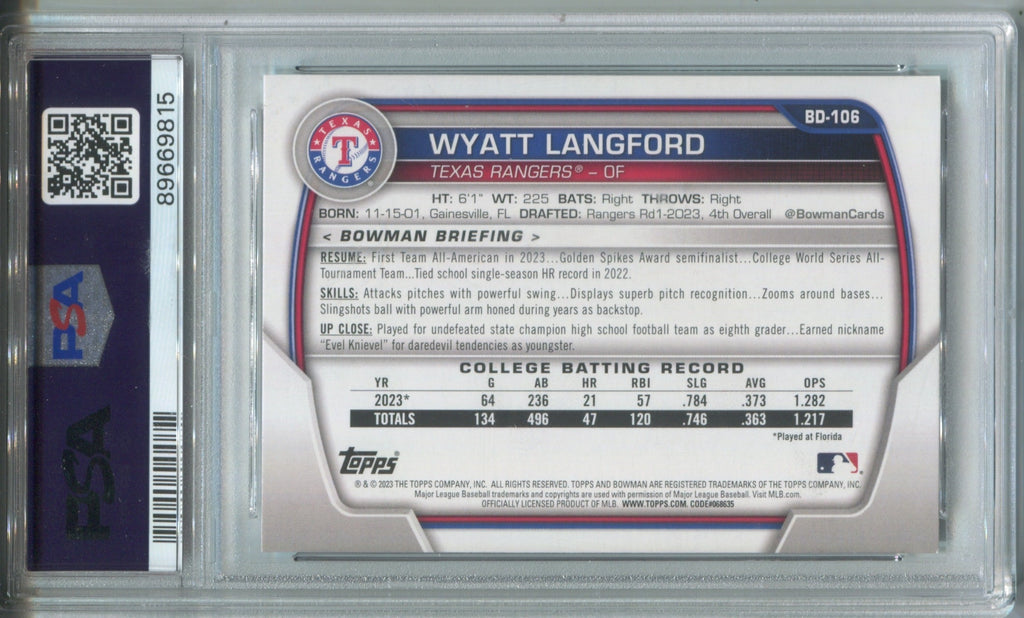 89669815
PSA
PSA
TEXAS RANGERS
T
BD-106
WYATT LANGFORD
TEXAS RANGERS® – OF
HT: 6'1" WT: 225 BATS: Right THROWS: Right
BORN: 11-15-01, Gainesville, FL DRAFTED: Rangers Rd1-2023, 4th Overall @BowmanCards
< BOWMAN BRIEFING >
RESUME: First Team All-American in 2023...Golden Spikes Award semifinalist...College World Series All-
Tournament Team...Tied school single-season HR record in 2022.
SKILLS: Attacks pitches with powerful swing...Displays superb pitch recognition...Zooms around bases...
Slingshots ball with powerful arm honed during years as backstop.
UP CLOSE: Played for undefeated state champion high school football team as eighth grader...Earned nickname
"Evel Knievel" for daredevil tendencies as youngster.
COLLEGE BATTING RECORD
YR G AB HR RBI SLG AVG OPS
2023* 64 236 21 57 .784 .373 1.282
TOTALS 134 496 47 120 .746 .363 1.217
*Played at Florida
Topps®
® & © 2023 THE TOPPS COMPANY, INC. ALL RIGHTS RESERVED. TOPPS AND BOWMAN ARE REGISTERED TRADEMARKS OF THE TOPPS COMPANY, INC.
Major League Baseball trademarks and copyrights are used with permission of Major League Baseball. Visit MLB.com.
OFFICIALLY LICENSED PRODUCT OF MLB. WWW.TOPPS.COM. CODE#068635